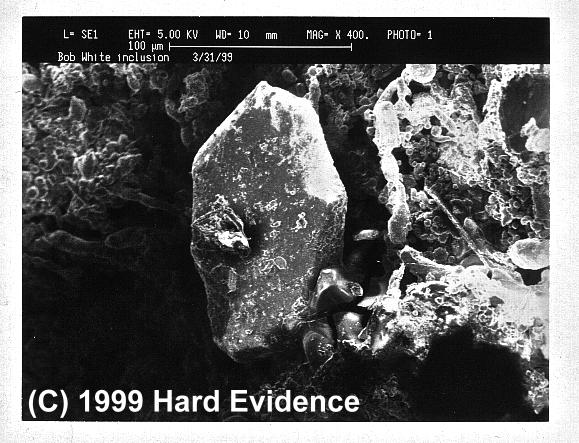 L= SE1 EHT= 5.00 KV WD= 10 mm MAG= X 400. PHOTO= 1
100 µm
Bob White inclusion 3/31/99
(C) 1999 Hard Evidence